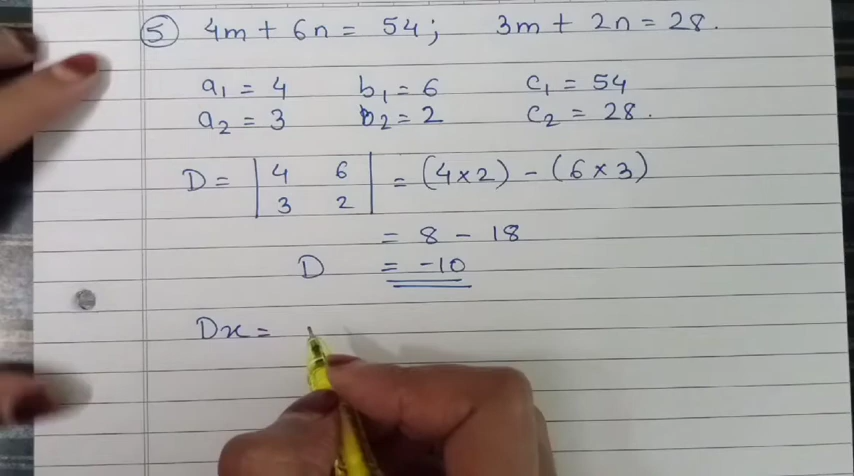 ⑤ 4m + 6n = 54; 3m + 2n = 28.
a₁ = 4 b₁ = 6 c₁ = 54
a₂ = 3 b₂ = 2 c₂ = 28.
D = | 4 6 | = (4×2) - (6×3)
| 3 2 |
= 8 - 18
D = -10
Dx =